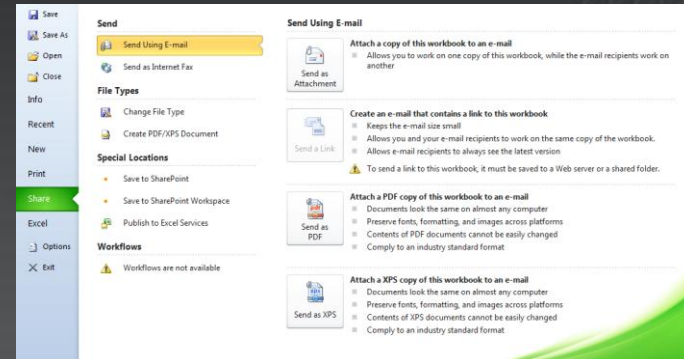 Save
Save As
Open
Close
Info
Recent
New
Print
Share
Excel
Options
Exit
Send
Send Using E-mail
Send as Internet Fax
File Types
Change File Type
Create PDF/XPS Document
Special Locations
Save to SharePoint
Save to SharePoint Workspace
Publish to Excel Services
Workflows
Workflows are not available
Send Using E-mail
Send as
Attachment
Attach a copy of this workbook to an e-mail
Allows you to work on one copy of this workbook, while the e-mail recipients work on
another
Send a Link
Create an e-mail that contains a link to this workbook
Keeps the e-mail size small
Allows you and your e-mail recipients to work on the same copy of the workbook.
Allows e-mail recipients to always see the latest version
To send a link to this workbook, it must be saved to a Web server or a shared folder.
Send as
PDF
Attach a PDF copy of this workbook to an e-mail
Documents look the same on almost any computer
Preserve fonts, formatting, and images across platforms
Contents of PDF documents cannot be easily changed
Comply to an industry standard format
Send as XPS
Attach a XPS copy of this workbook to an e-mail
Documents look the same on almost any computer
Preserve fonts, formatting, and images across platforms
Contents of XPS documents cannot be easily changed
Comply to an industry standard format